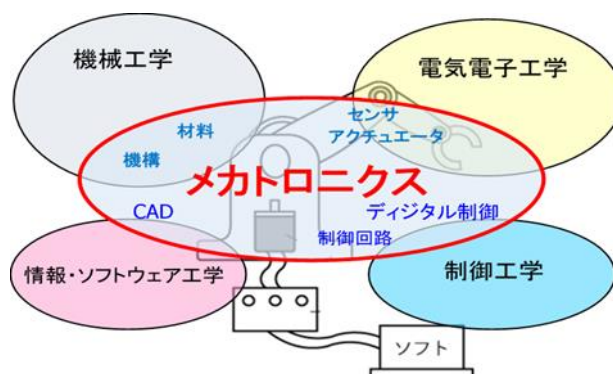 機械工学
電気電子工学
センサ
アクチュエータ
材料
機構
メカトロニクス
CAD
ディジタル制御
制御回路
情報・ソフトウェア工学
制御工学
ソフト